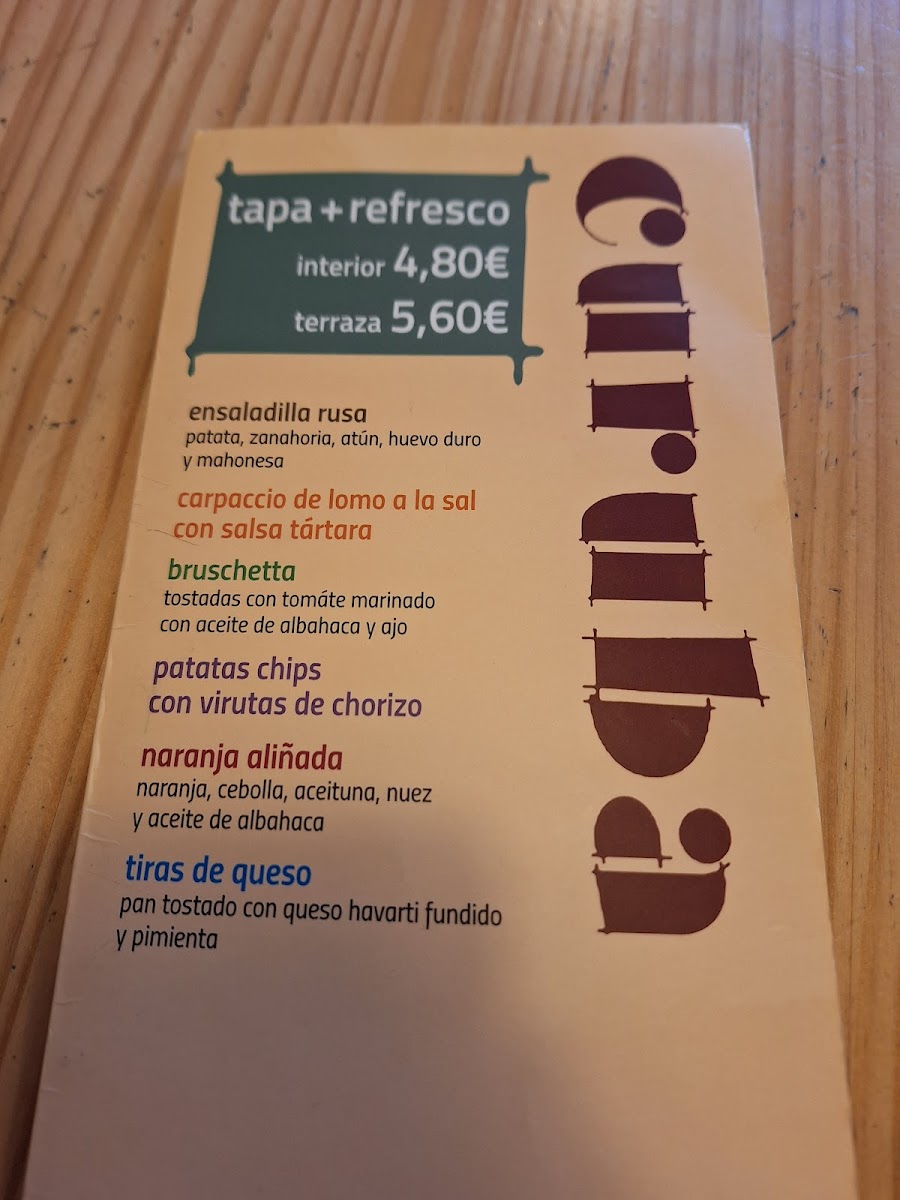 tapa + refresco
interior 4,80€
terraza 5,60€
ensaladilla rusa
patata, zanahoria, atún, huevo duro
y mahonesa
carpaccio de lomo a la sal
con salsa tártara
bruschetta
tostadas con tomáte marinado
con aceite de albahaca y ajo
patatas chips
con virutas de chorizo
naranja aliñada
naranja, cebolla, aceituna, nuez
y aceite de albahaca
tiras de queso
pan tostado con queso havarti fundido
y pimienta
curuba